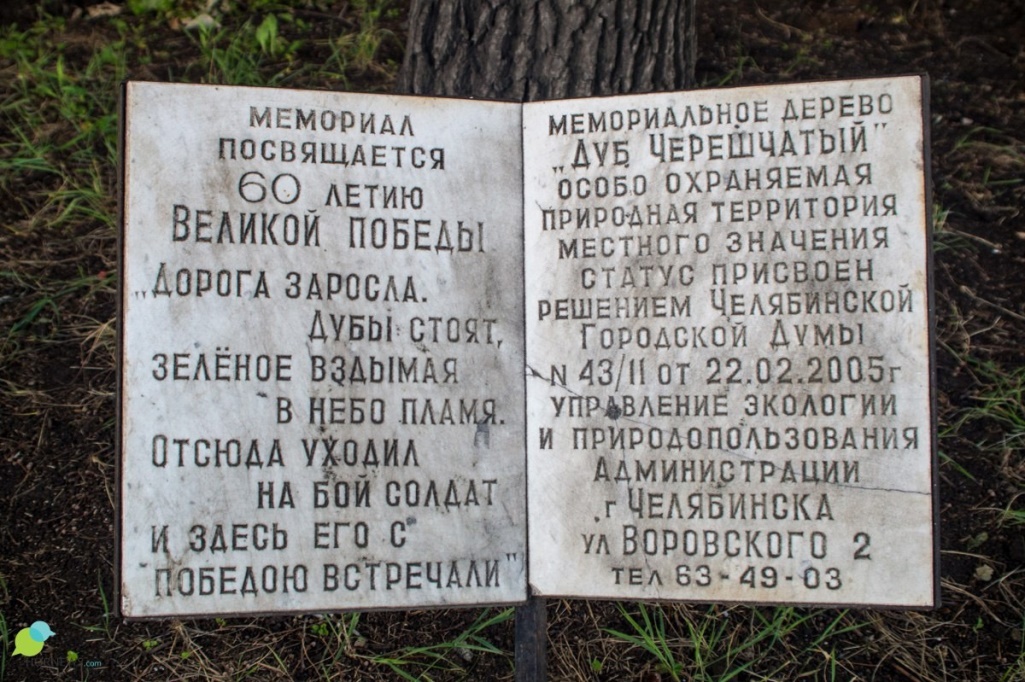 МЕМОРИАЛ
ПОСВЯЩАЕТСЯ
60 ЛЕТИЮ
ВЕЛИКОЙ ПОБЕДЫ
„ДОРОГА ЗАРОСЛА.
ДУБЫ СТОЯТ,
ЗЕЛЁНОЕ ВЗДЫМАЯ
В НЕБО ПЛАМЯ.
ОТСЮДА УХОДИЛ
НА БОЙ СОЛДАТ
И ЗДЕСЬ ЕГО С
ПОБЕДОЮ ВСТРЕЧАЛИ"
МЕМОРИАЛЬНОЕ ДЕРЕВО
„ДУБ ЧЕРЕШЧАТЫЙ"
ОСОБО ОХРАНЯЕМАЯ
ПРИРОДНАЯ ТЕРРИТОРИЯ
МЕСТНОГО ЗНАЧЕНИЯ
СТАТУС ПРИСВОЕН
РЕШЕНИЕМ ЧЕЛЯБИНСКОЙ
ГОРОДСКОЙ ДУМЫ
N 43/11 ОТ 22.02.2005г
УПРАВЛЕНИЕ ЭКОЛОГИИ
И ПРИРОДОПОЛЬЗОВАНИЯ
АДМИНИСТРАЦИИ
г ЧЕЛЯБИНСКА
УЛ ВОРОВСКОГО 2
ТЕЛ 63-49-03